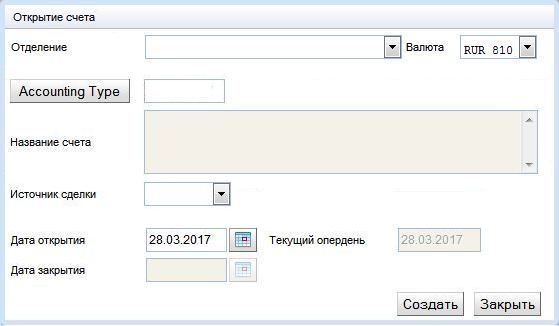 Открытие счета
Отделение Валюта RUR 810
Accounting Type
Название счета
Источник сделки
Дата открытия 28.03.2017 Текущий опердень 28.03.2017
Дата закрытия
Создать Закрыть